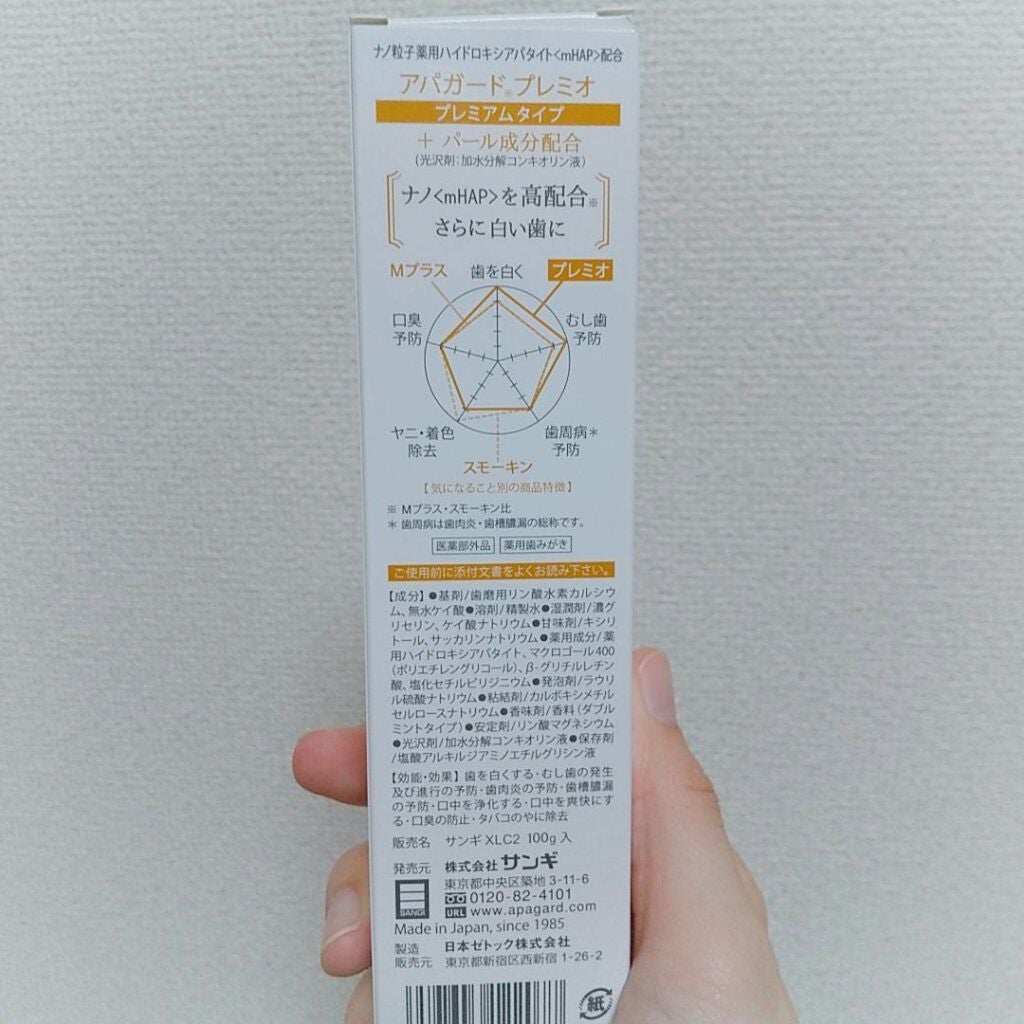 ナノ粒子薬用ハイドロキシアパタイト<mHAP>配合
アパガード®プレミオ
プレミアムタイプ
＋ パール成分配合
(光沢剤:加水分解コンキオリン液)
ナノ<mHAP>を高配合※
さらに白い歯に
Mプラス 歯を白く プレミオ
口臭
予防
むし歯
予防
ヤニ・着色
除去
歯周病＊
予防
スモーキン
【気になること別の商品特徴】
※ Mプラス・スモーキン比
＊ 歯周病は歯肉炎・歯槽膿漏の総称です。
医薬部外品 薬用歯みがき
ご使用前に添付文書をよくお読み下さい。
【成分】●基剤/歯磨用リン酸水素カルシウ
ム、無水ケイ酸●溶剤/精製水●湿潤剤/濃グ
リセリン、ケイ酸ナトリウム●甘味剤/キシリ
トール、サッカリンナトリウム●薬用成分/薬
用ハイドロキシアパタイト、マクロゴール400
(ポリエチレングリコール)、β-グリチルレチン
酸、塩化セチルピリジニウム●発泡剤/ラウリ
ル硫酸ナトリウム●粘結剤/カルボキシメチル
セルロースナトリウム●香味剤/香料(ダブル
ミントタイプ)●安定剤/リン酸マグネシウム
●光沢剤/加水分解コンキオリン液●保存剤
/塩酸アルキルジアミノエチルグリシン液
【効能・効果】歯を白くする・むし歯の発生
及び進行の予防・歯肉炎の予防・歯槽膿漏
の予防・口中を浄化する・口中を爽快にす
る・口臭の防止・タバコのやに除去
販売名 サンギXLC2 100g入
発売元 株式会社サンギ
東京都中央区築地3-11-6
0120-82-4101
SANGI URL www.apagard.com
Made in Japan, since 1985
製造
販売元
日本ゼトック株式会社
東京都新宿区西新宿1-26-2
紙